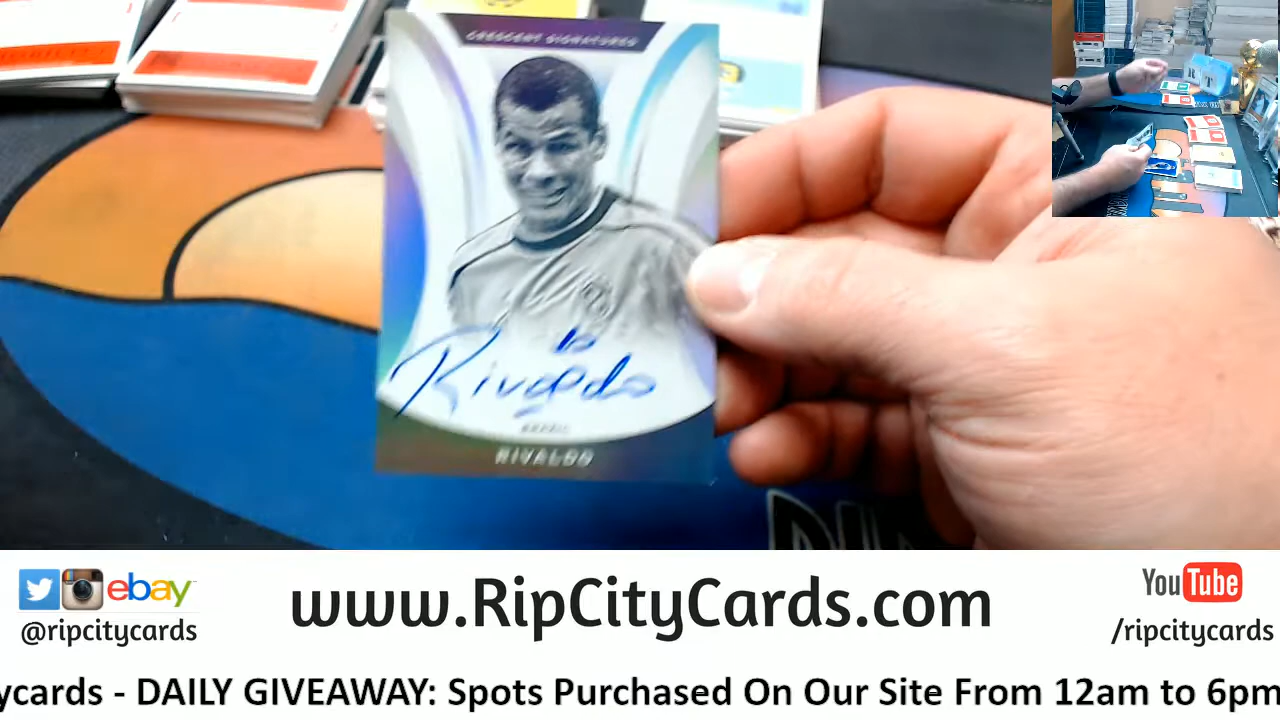 CRESCENT SIGNATURES
10
Rivaldo
BRAZIL
RIVALDO
ebay
@ripcitycards
www.RipCityCards.com
YouTube
/ripcitycards
ycards - DAILY GIVEAWAY: Spots Purchased On Our Site From 12am to 6pm